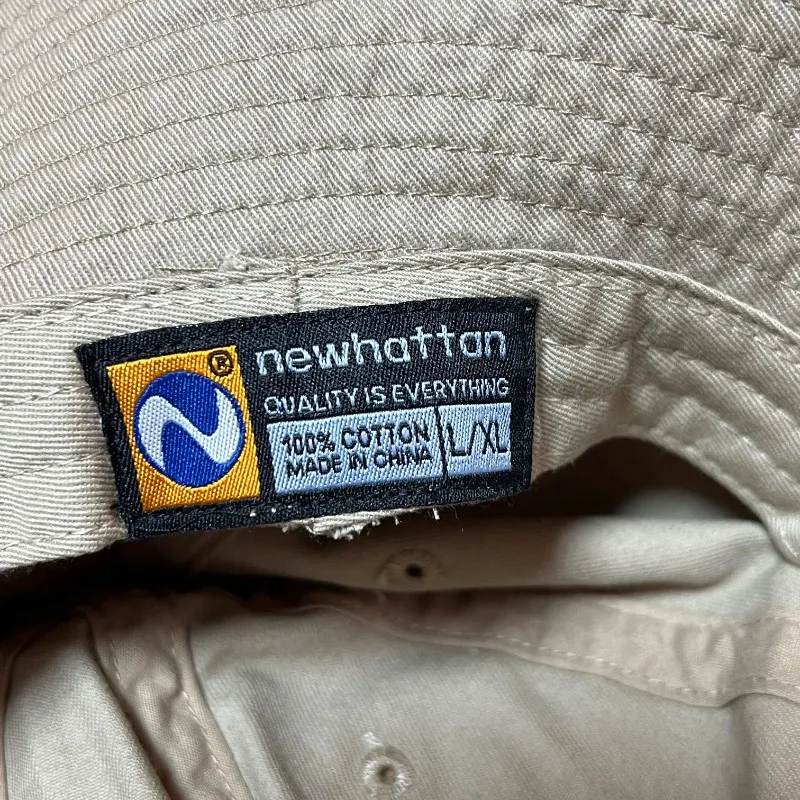 ®
newhattan
QUALITY IS EVERYTHING
100% COTTON
MADE IN CHINA
L/XL